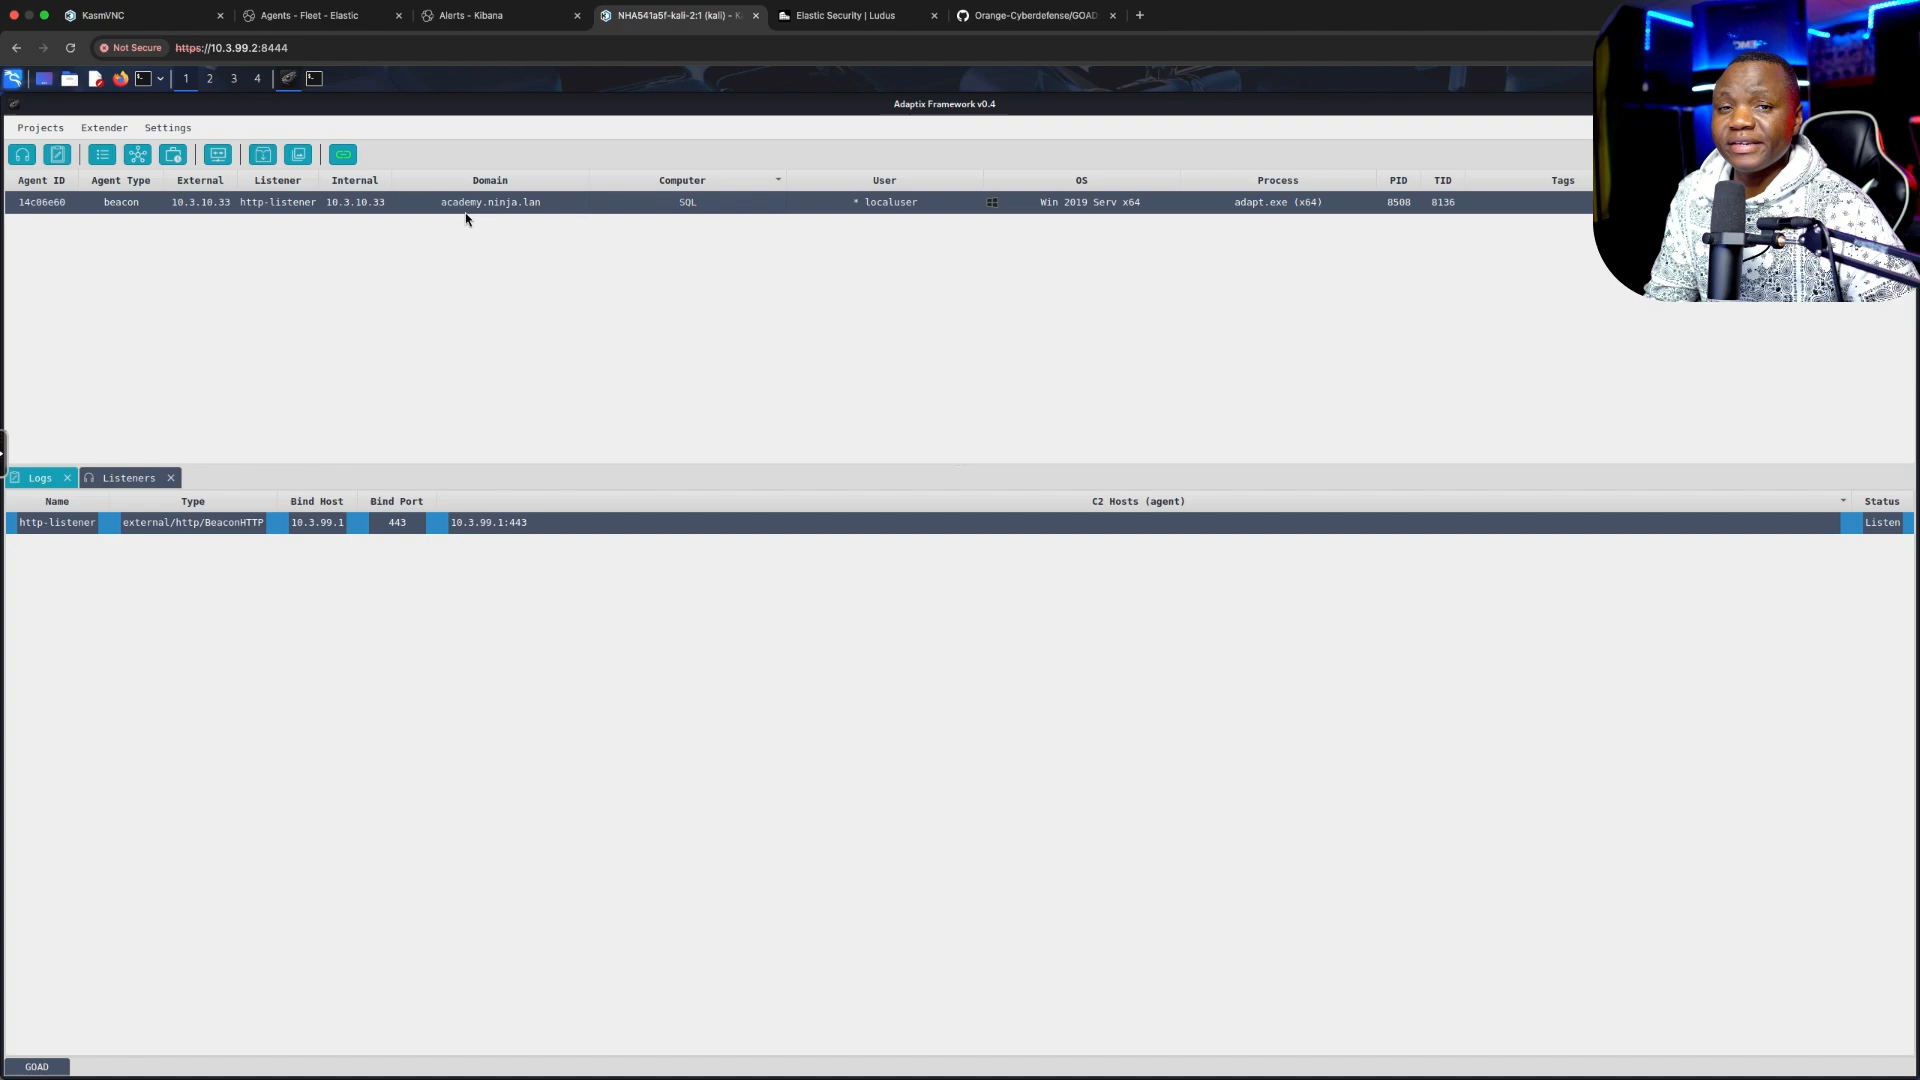 KasmVNC
Agents - Fleet - Elastic
Alerts - Kibana
NHA541a5f-kali-2:1 (kali) - K
Elastic Security | Ludus
Orange-Cyberdefense/GOAD
Not Secure https://10.3.99.2:8444
1 2 3 4
Adaptix Framework v0.4
Projects Extender Settings
Agent ID Agent Type External Listener Internal Domain Computer User OS Process PID TID Tags
14c06e60 beacon 10.3.10.33 http-listener 10.3.10.33 academy.ninja.lan SQL * localuser Win 2019 Serv x64 adapt.exe (x64) 8508 8136
Logs Listeners
Name Type Bind Host Bind Port C2 Hosts (agent) Status
http-listener external/http/BeaconHTTP 10.3.99.1 443 10.3.99.1:443 Listen
GOAD